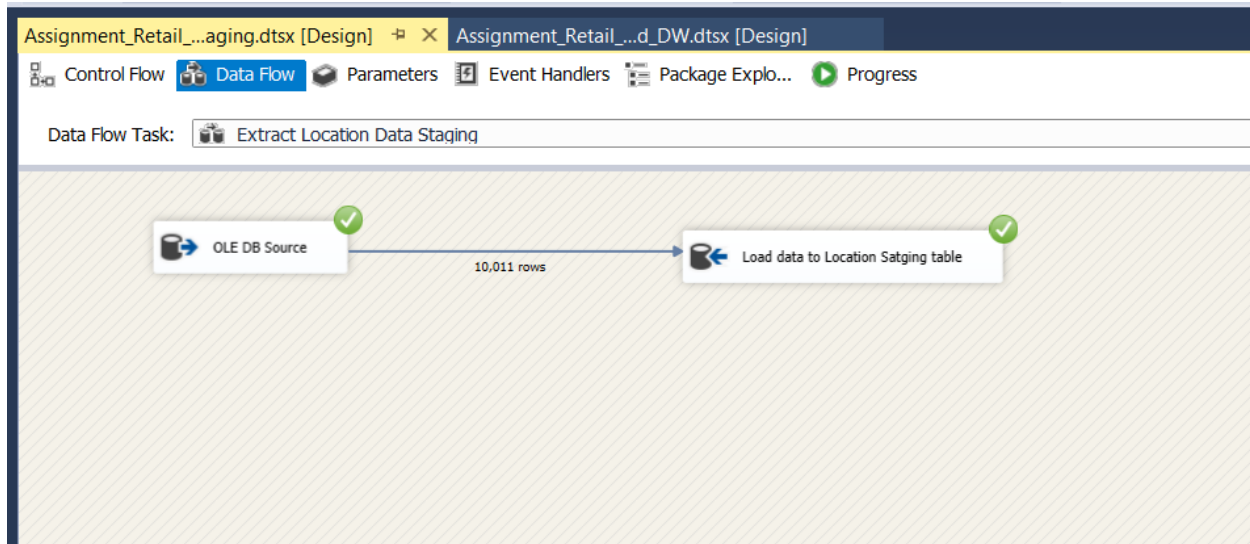 Assignment_Retail_...aging.dtsx [Design] Assignment_Retail_...d_DW.dtsx [Design]
Control Flow Data Flow Parameters Event Handlers Package Explo... Progress
Data Flow Task: Extract Location Data Staging
OLE DB Source
10,011 rows
Load data to Location Satging table